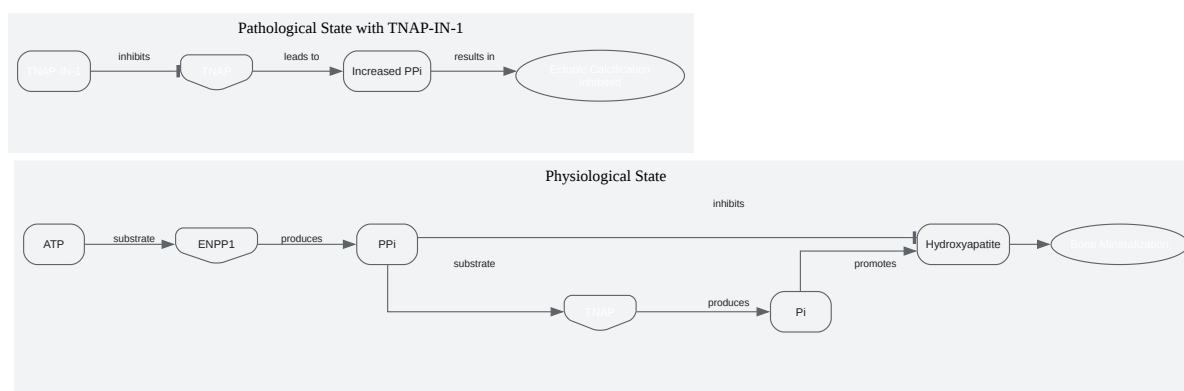 Pathological State with TNAP-IN-1
inhibits
leads to
results in
TNAP-IN-1
TNAP
Increased PPi
Ectopic Calcification
Inhibited
Physiological State
inhibits
ATP
substrate
ENPP1
produces
PPi
Hydroxyapatite
Bone Mineralization
substrate
promotes
TNAP
produces
Pi